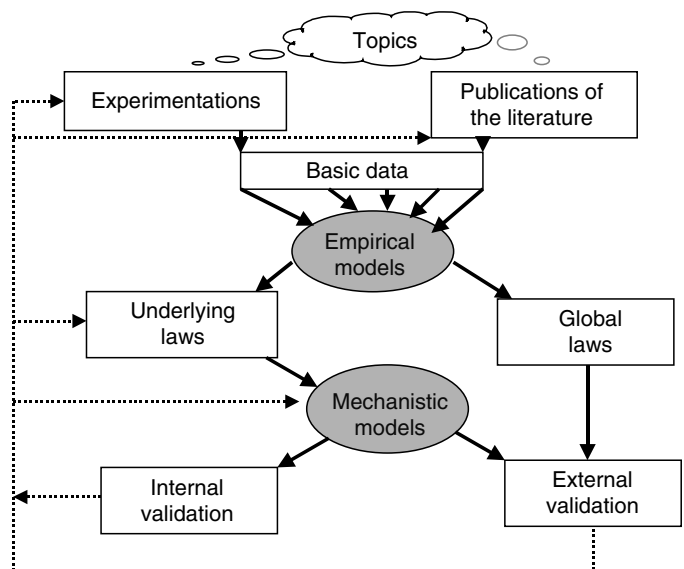 Topics
Experimentations
Publications of
the literature
Basic data
Empirical
models
Underlying
laws
Global
laws
Mechanistic
models
Internal
validation
External
validation